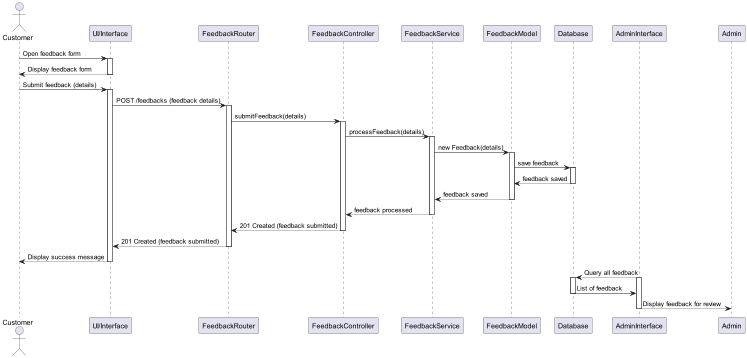 Customer
UIInterface
FeedbackRouter
FeedbackController
FeedbackService
FeedbackModel
Database
AdminInterface
Admin
Open feedback form
Display feedback form
Submit feedback (details)
POST /feedbacks (feedback details)
submitFeedback(details)
processFeedback(details)
new Feedback(details)
save feedback
feedback saved
feedback saved
feedback processed
201 Created (feedback submitted)
201 Created (feedback submitted)
Display success message
Query all feedback
List of feedback
Display feedback for review
Customer
UIInterface
FeedbackRouter
FeedbackController
FeedbackService
FeedbackModel
Database
AdminInterface
Admin